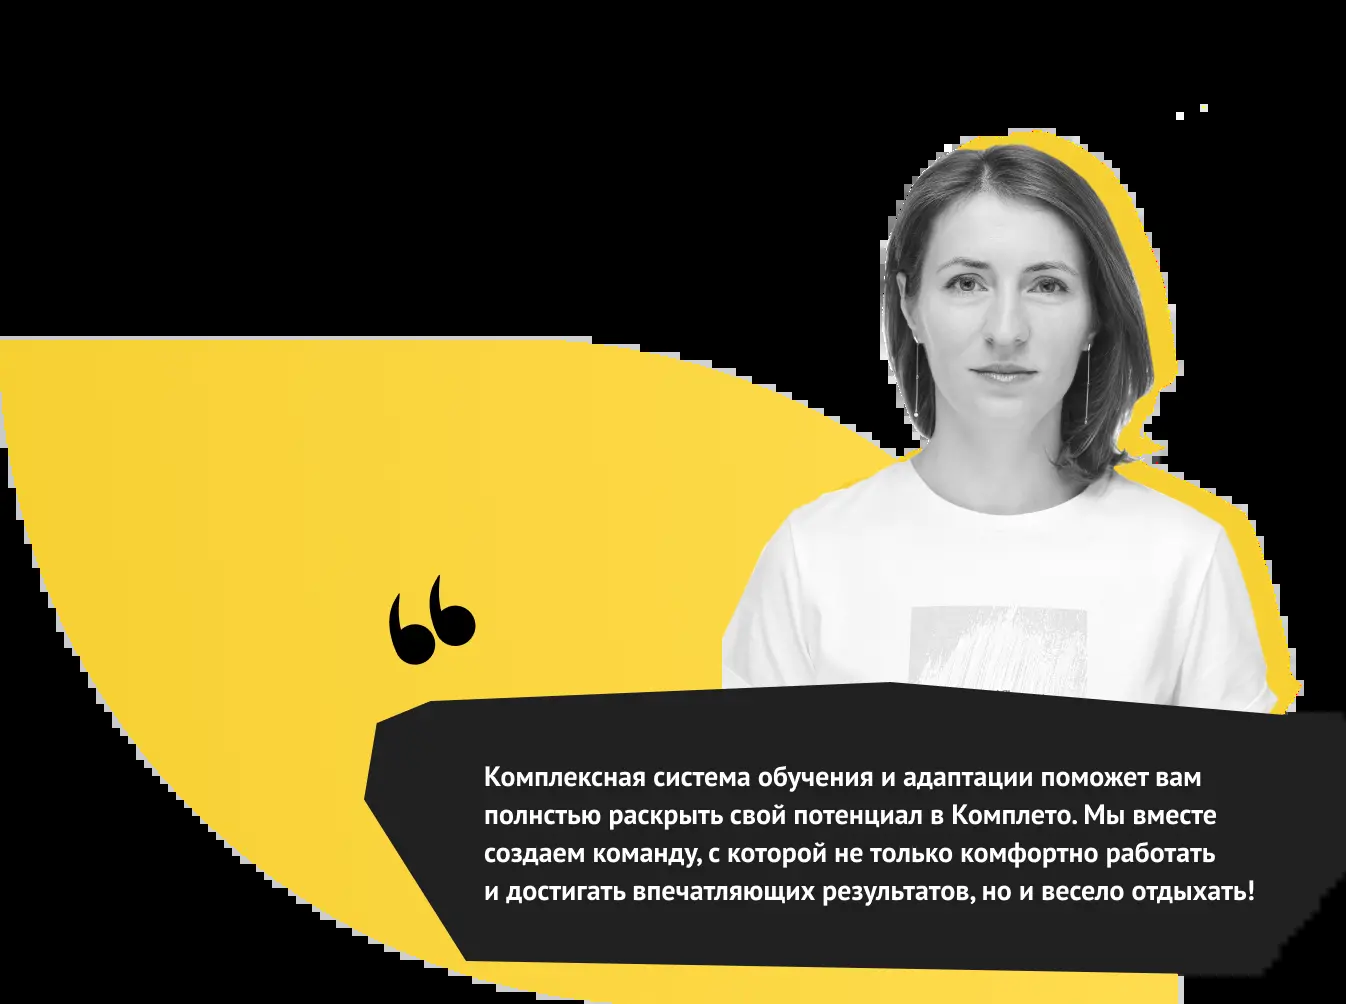 Комплексная система обучения и адаптации поможет вам
полнстью раскрыть свой потенциал в Комплето. Мы вместе
создаем команду, с которой не только комфортно работать
и достигать впечатляющих результатов, но и весело отдыхать!